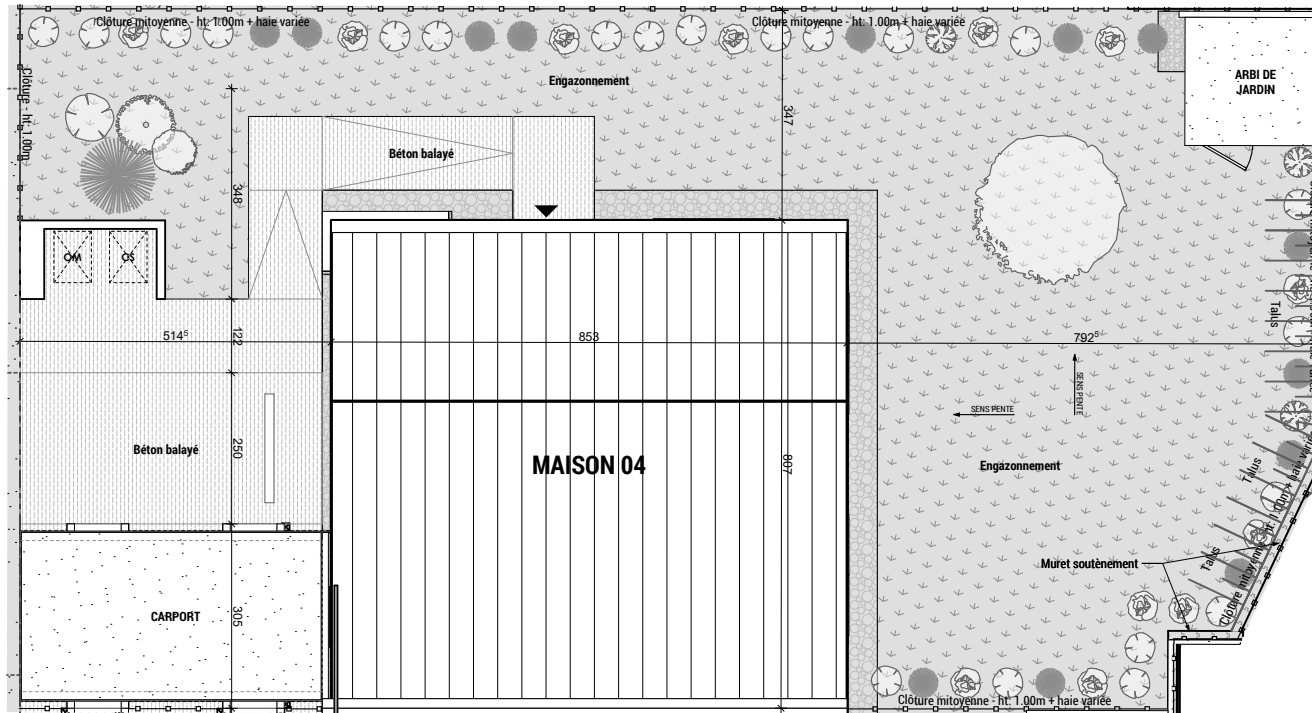 Clôture mitoyenne - ht: 1.00m + haie variée
Clôture mitoyenne - ht: 1.00m + haie variée
Clôture - ht: 1.00m
Engazonnement
ARBI DE
JARDIN
347
Béton balayé
348
OM
OS
Talus
514⁵
122
853
792⁵
SENS PENTE
SENS PENTE
Béton balayé
250
MAISON 04
807
Engazonnement
Talus
Talus
Clôture mitoyenne - ht: 1.00m + haie
Muret soutènement
CARPORT
305
Clôture mitoyenne - ht: 1.00m + haie variée